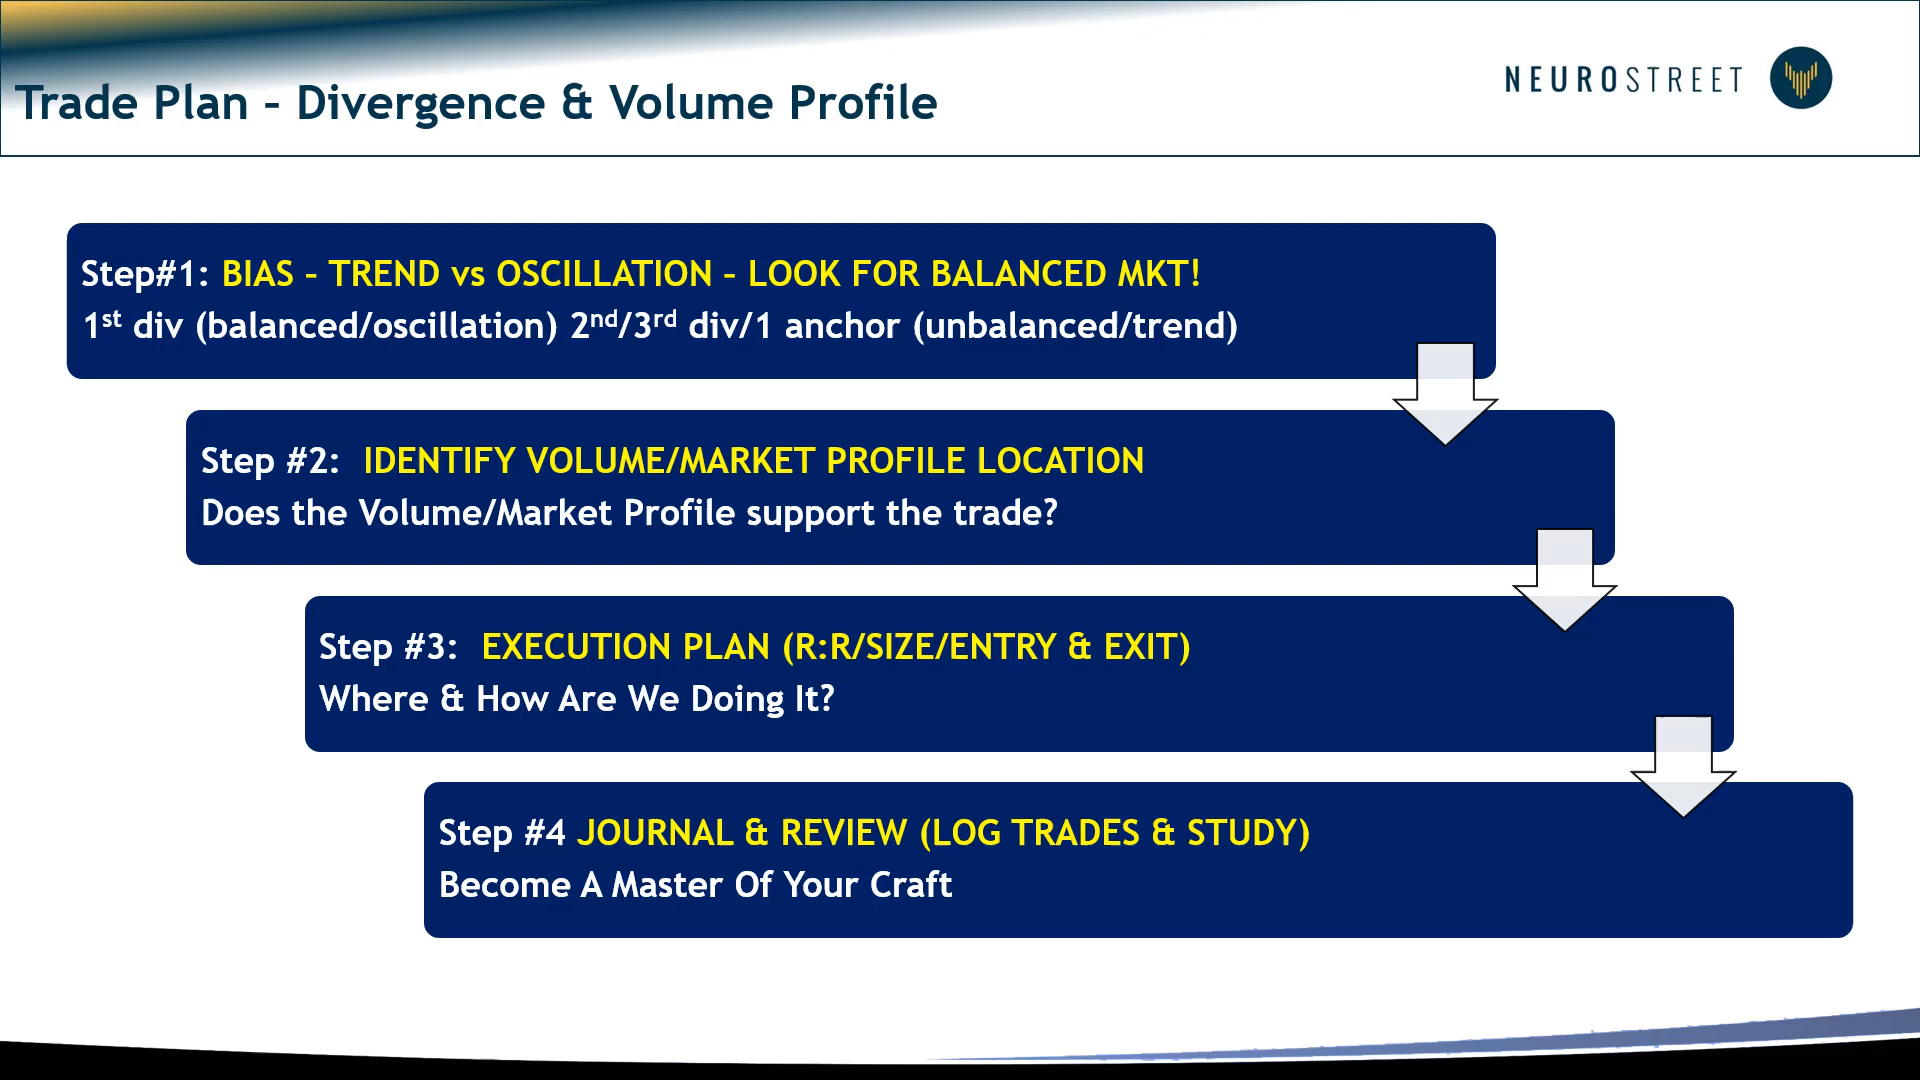 Trade Plan – Divergence & Volume Profile
NEUROSTREET
Step#1: BIAS – TREND vs OSCILLATION – LOOK FOR BALANCED MKT!
1st div (balanced/oscillation) 2nd/3rd div/1 anchor (unbalanced/trend)
Step #2: IDENTIFY VOLUME/MARKET PROFILE LOCATION
Does the Volume/Market Profile support the trade?
Step #3: EXECUTION PLAN (R:R/SIZE/ENTRY & EXIT)
Where & How Are We Doing It?
Step #4 JOURNAL & REVIEW (LOG TRADES & STUDY)
Become A Master Of Your Craft